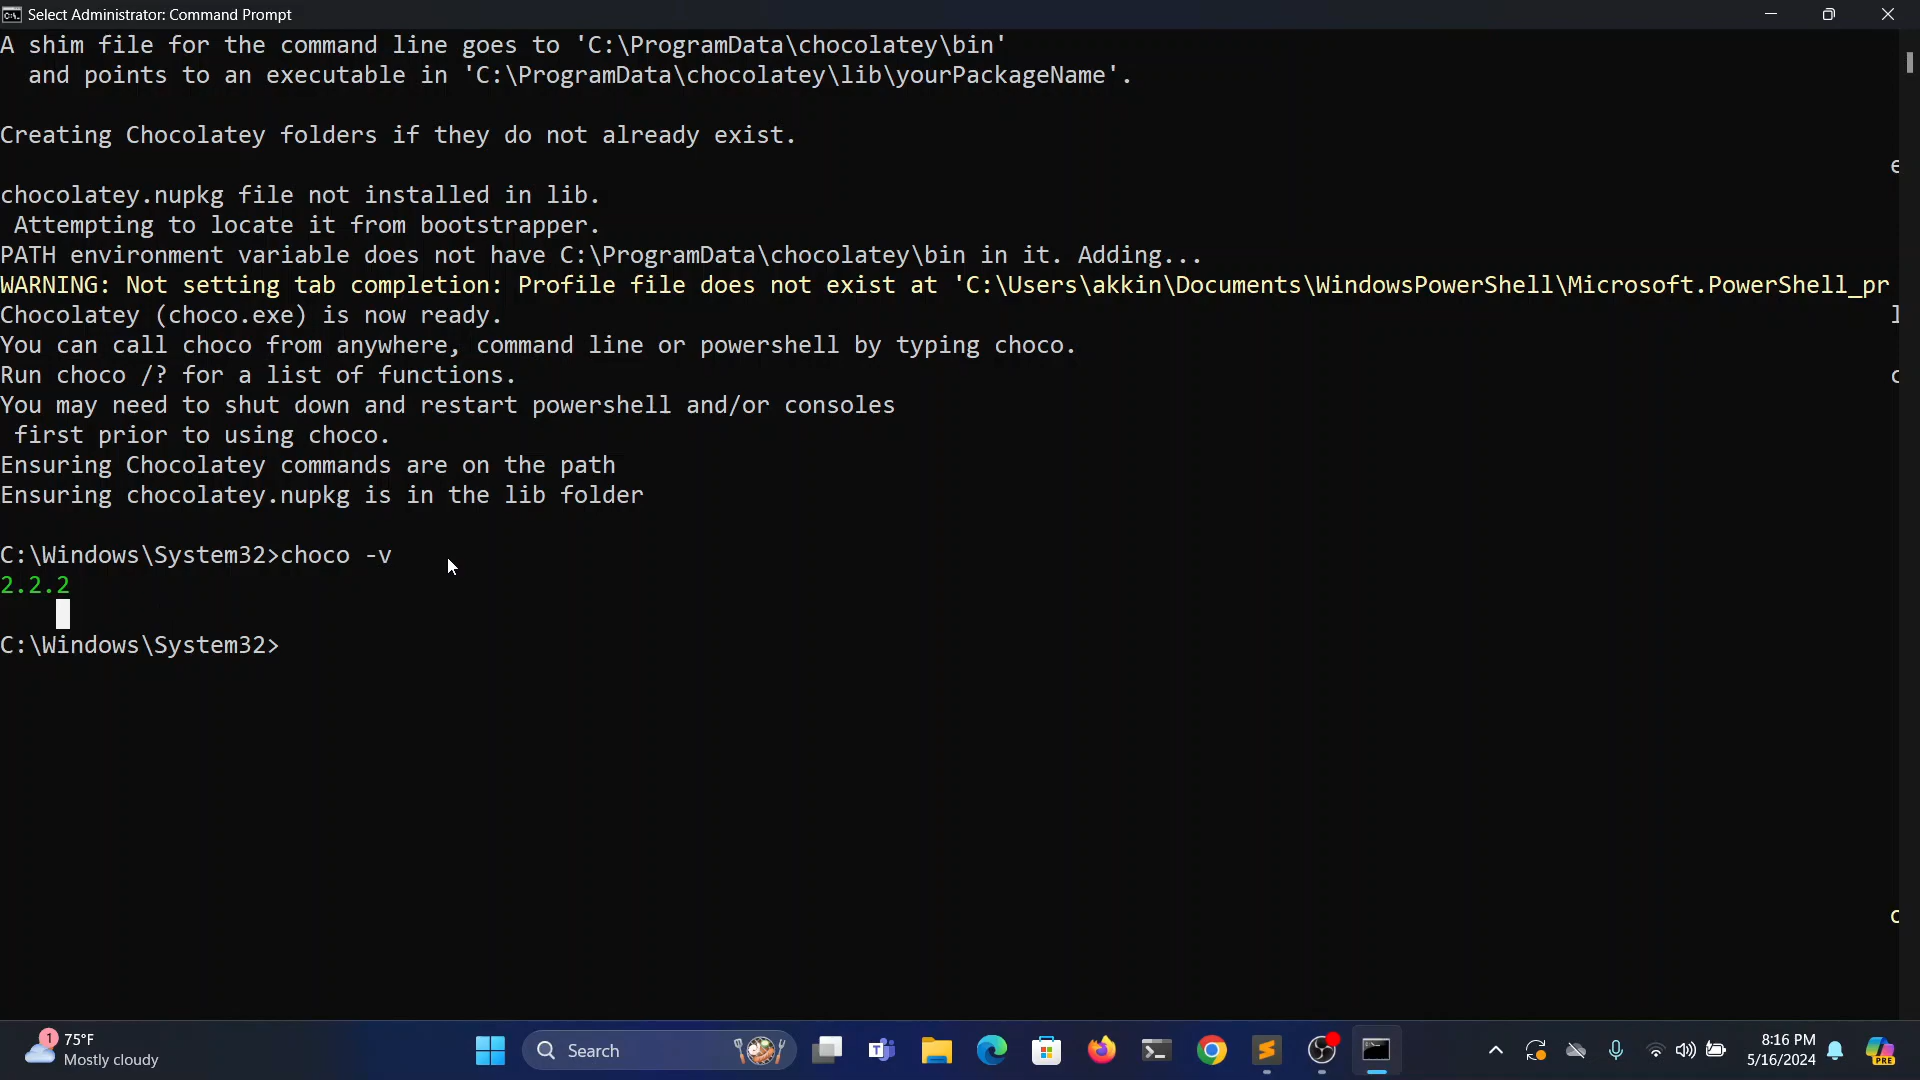 Select Administrator: Command Prompt
A shim file for the command line goes to 'C:\ProgramData\chocolatey\bin'
and points to an executable in 'C:\ProgramData\chocolatey\lib\yourPackageName'.
Creating Chocolatey folders if they do not already exist.
e
chocolatey.nupkg file not installed in lib.
Attempting to locate it from bootstrapper.
PATH environment variable does not have C:\ProgramData\chocolatey\bin in it. Adding...
WARNING: Not setting tab completion: Profile file does not exist at 'C:\Users\akkin\Documents\WindowsPowerShell\Microsoft.PowerShell_pr
Chocolatey (choco.exe) is now ready.
You can call choco from anywhere, command line or powershell by typing choco.
Run choco /? for a list of functions.
You may need to shut down and restart powershell and/or consoles
first prior to using choco.
Ensuring Chocolatey commands are on the path
Ensuring chocolatey.nupkg is in the lib folder
C:\Windows\System32>choco -v
2.2.2
C:\Windows\System32>
1
75°F
Mostly cloudy
Search
8:16 PM
5/16/2024
PRE